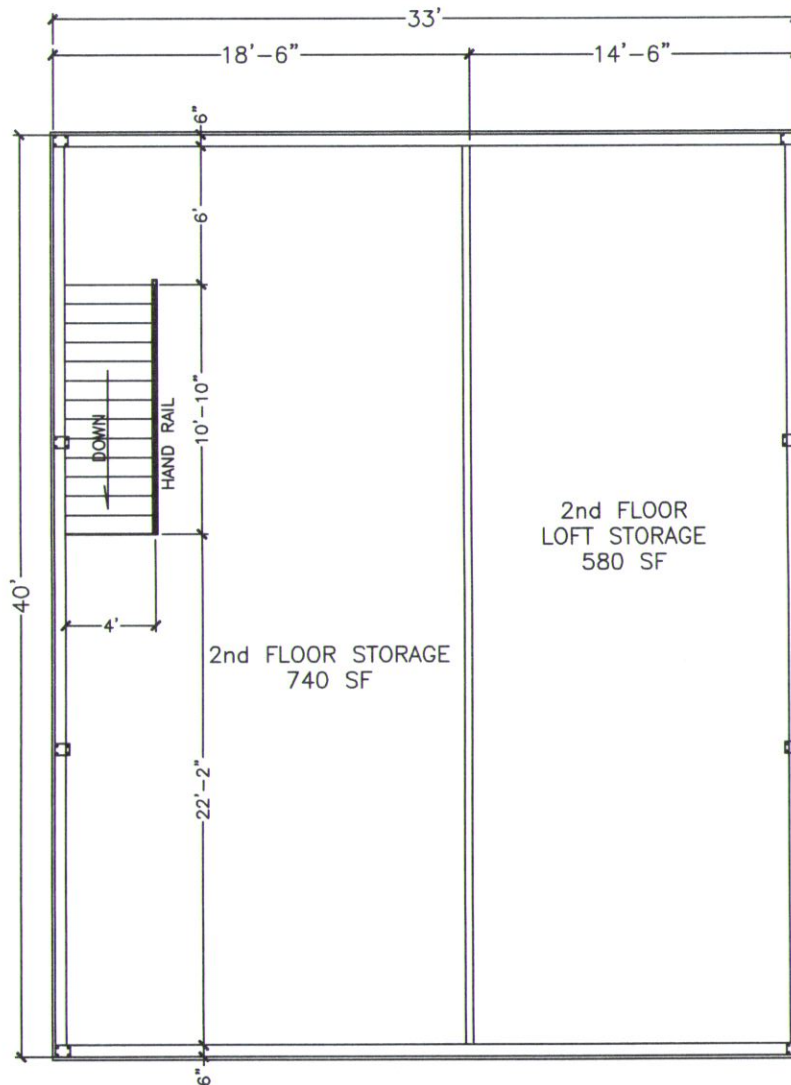 33'
18'-6"
14'-6"
6"
6'
10'-10"
DOWN
HAND RAIL
40'
4'
2nd FLOOR
LOFT STORAGE
580 SF
2nd FLOOR STORAGE
740 SF
22'-2"
6"